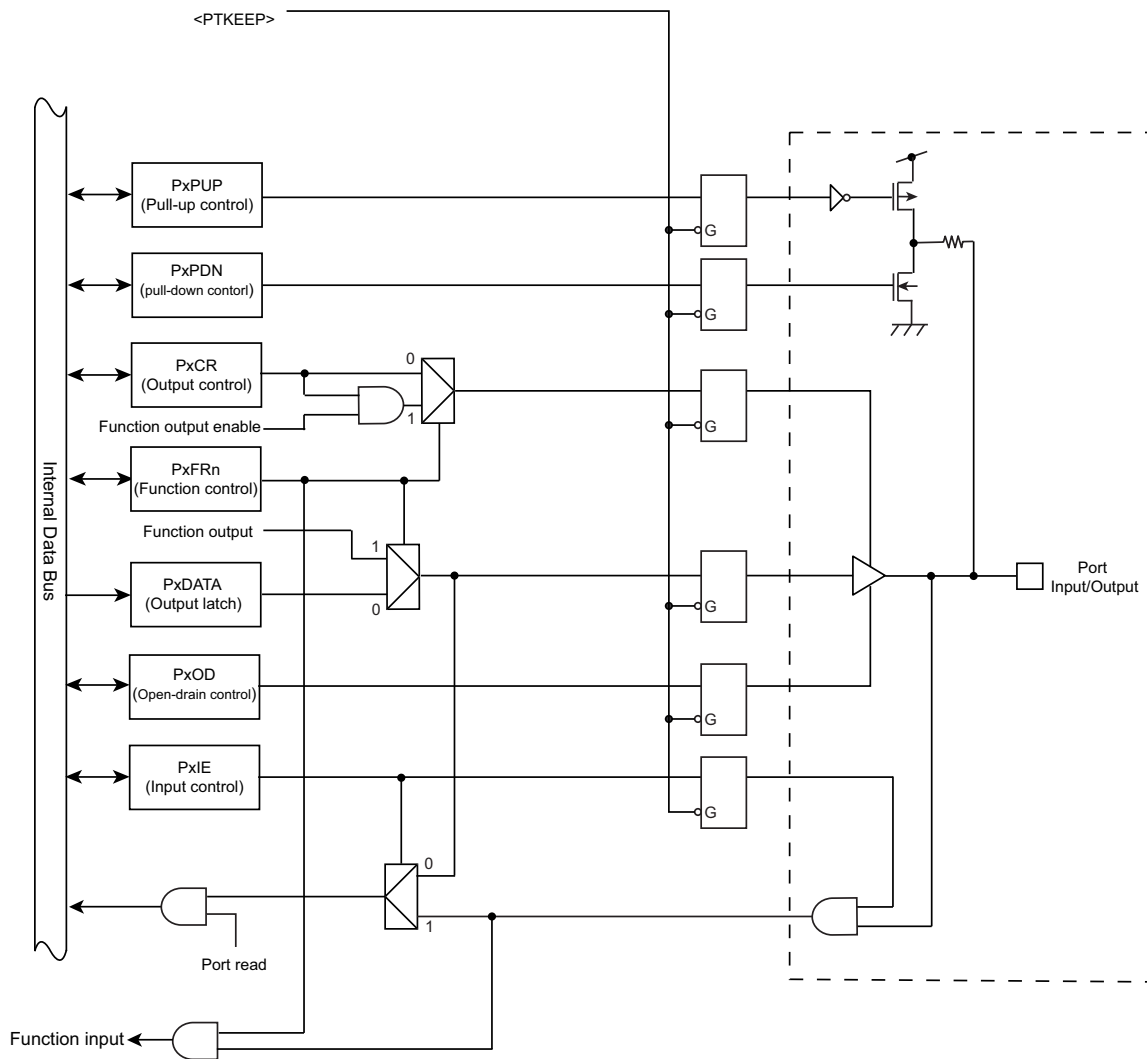 <PTKEEP>
PxPUP
(Pull-up control)
G
PxPDN
(pull-down contorl)
G
PxCR
(Output control)
0
1
Function output enable
G
Internal Data Bus
PxFRn
(Function control)
Function output
1
0
PxDATA
(Output latch)
G
Port
Input/Output
PxOD
(Open-drain control)
G
PxIE
(Input control)
G
0
1
Port read
Function input